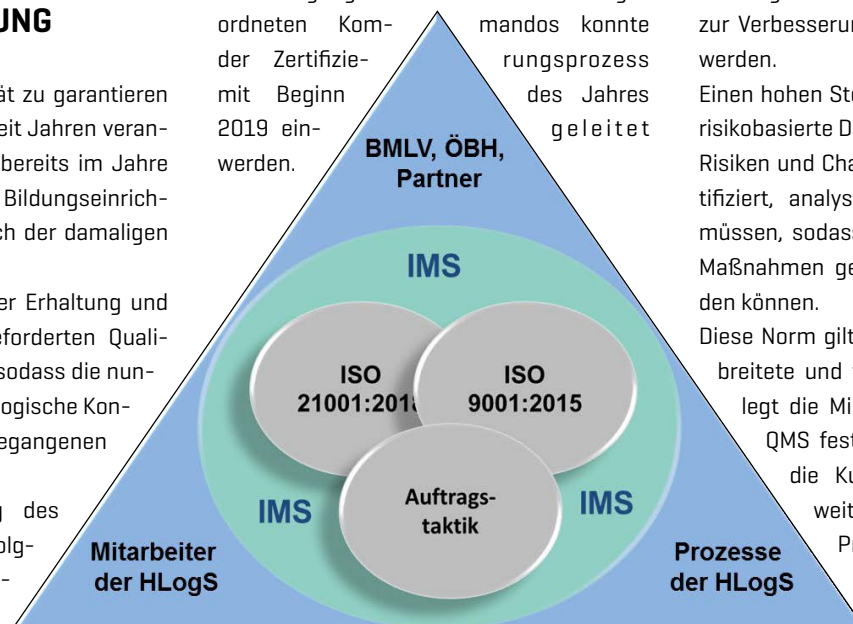 UNG
ät zu garantieren
eit Jahren veran-
bereits im Jahre
Bildungseinrich-
ch der damaligen
er Erhaltung und
eforderten Quali-
sodass die nun-
ogische Kon-
egangenen
g des
olg-
-
ordneten Kom- mandos konnte
der Zertifizie- rungsprozess
mit Beginn des Jahres
2019 ein- geleitet
werden.
BMLV, ÖBH,
Partner
IMS
ISO
21001:201
ISO
9001:2015
Auftrags-
taktik
IMS
IMS
Mitarbeiter
der HLogS
Prozesse
der HLogS
zur Verbesserun
werden.
Einen hohen Ste
risikobasierte D
Risiken und Cha
tifiziert, analys
müssen, sodass
Maßnahmen ge
den können.
Diese Norm gilt
breitete und
legt die Mi
QMS fest
die Ku
weit
Pr